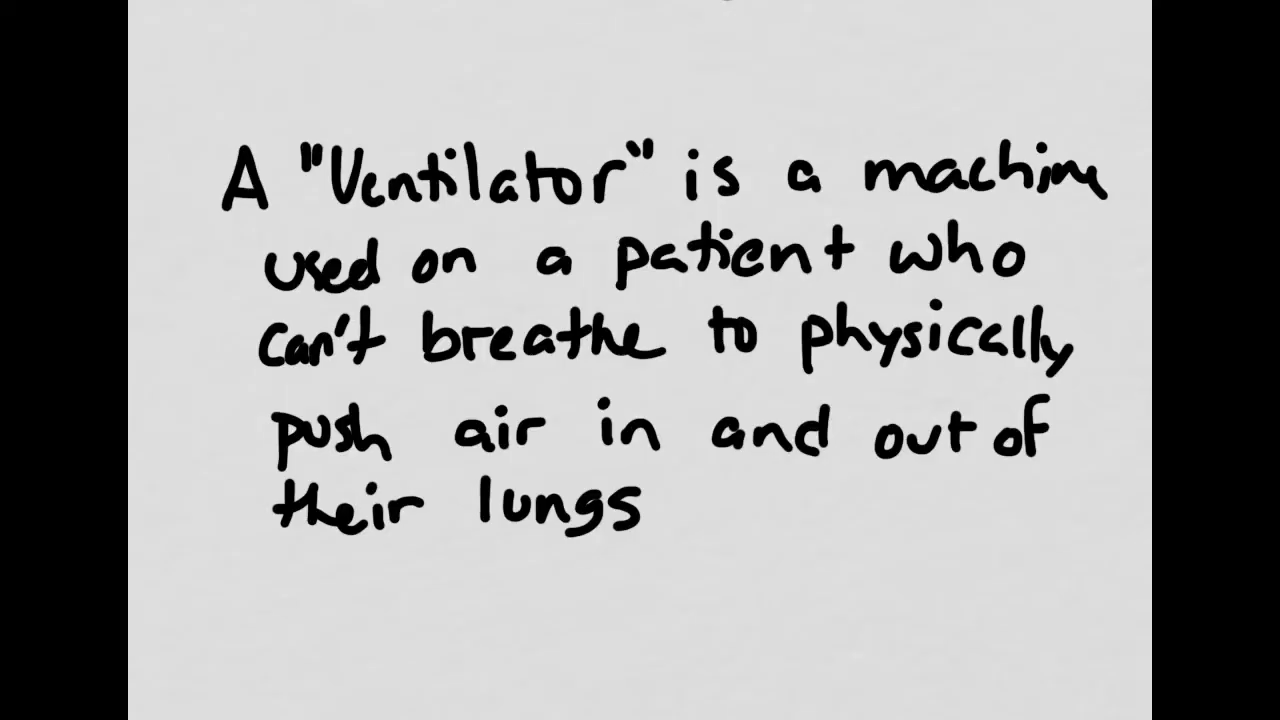 A "Ventilator" is a machine
used on a patient who
can't breathe to physically
push air in and out of
their lungs